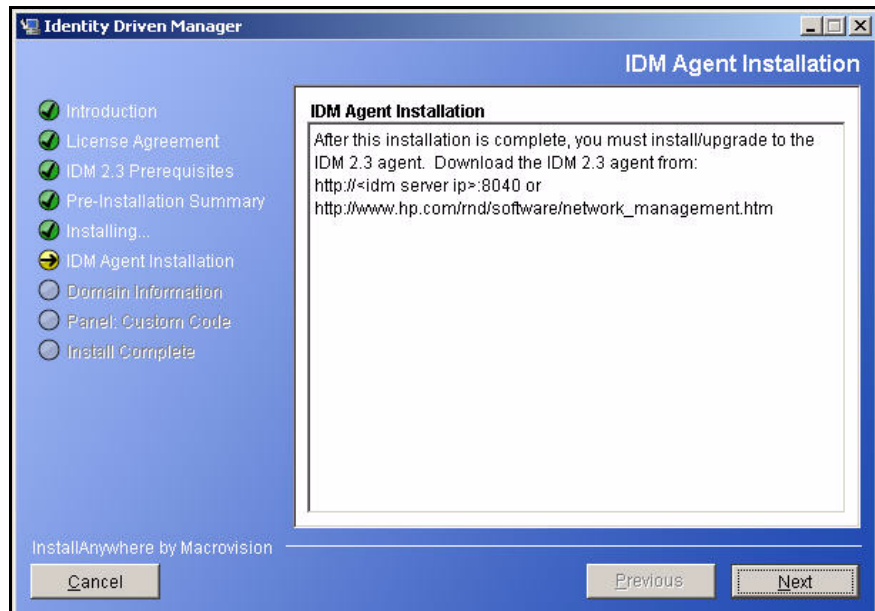 Identity Driven Manager
IDM Agent Installation
Introduction
License Agreement
IDM 2.3 Prerequisites
Pre-Installation Summary
Installing...
IDM Agent Installation
Domain Information
Panel: Custom Code
Install Complete
IDM Agent Installation
After this installation is complete, you must install/upgrade to the
IDM 2.3 agent. Download the IDM 2.3 agent from:
http://<idm server ip>:8040 or
http://www.hp.com/rnd/software/network_management.htm
InstallAnywhere by Macrovision
Cancel
Previous
Next